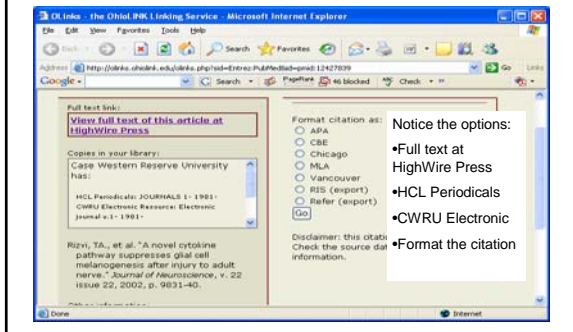 OLinks - the OhioLINK Linking Service - Microsoft Internet Explorer
File Edit View Favorites Tools Help
Back Search Favorites
Address http://olinks.ohiolink.edu/olinks.php?sid=Entrez:PubMed&id=pmid:12427839 Go Links
Google Search PageRank 46 blocked Check
Full text link:
View full text of this article at
HighWire Press
Copies in your library:
Case Western Reserve University
has:
HCL Periodicals: JOURNALS 1- 1981-
CWRU Electronic Resource: Electronic
journal v.1- 1981-
Rizvi, TA., et al. "A novel cytokine
pathway suppresses glial cell
melanogenesis after injury to adult
nerve." Journal of Neuroscience, v. 22
issue 22, 2002, p. 9831-40.
Other information:
Format citation as:
APA
CBE
Chicago
MLA
Vancouver
RIS (export)
Refer (export)
Go
Disclaimer: this citatio
Check the source dat
information.
Notice the options:
•Full text at
HighWire Press
•HCL Periodicals
•CWRU Electronic
•Format the citation
Done Internet